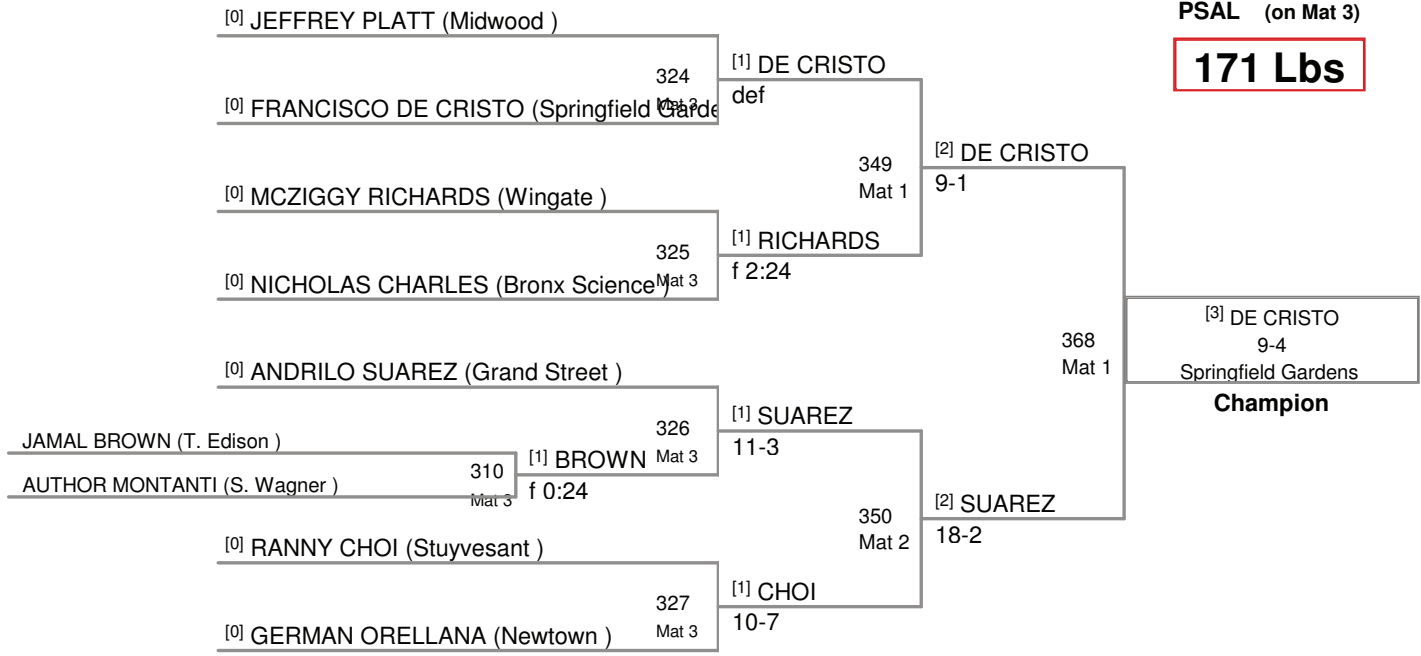 PSAL (on Mat 3)
171 Lbs
[0] JEFFREY PLATT (Midwood )
324
Mat 3
[0] FRANCISCO DE CRISTO (Springfield Garde
[1] DE CRISTO
def
349
Mat 1
[2] DE CRISTO
9-1
[0] MCZIGGY RICHARDS (Wingate )
325
Mat 3
[0] NICHOLAS CHARLES (Bronx Science )
[1] RICHARDS
f 2:24
368
Mat 1
[3] DE CRISTO
9-4
Springfield Gardens
Champion
[0] ANDRILO SUAREZ (Grand Street )
326
Mat 3
[1] SUAREZ
11-3
JAMAL BROWN (T. Edison )
AUTHOR MONTANTI (S. Wagner )
310
Mat 3
[1] BROWN
f 0:24
350
Mat 2
[2] SUAREZ
18-2
[0] RANNY CHOI (Stuyvesant )
327
Mat 3
[0] GERMAN ORELLANA (Newtown )
[1] CHOI
10-7